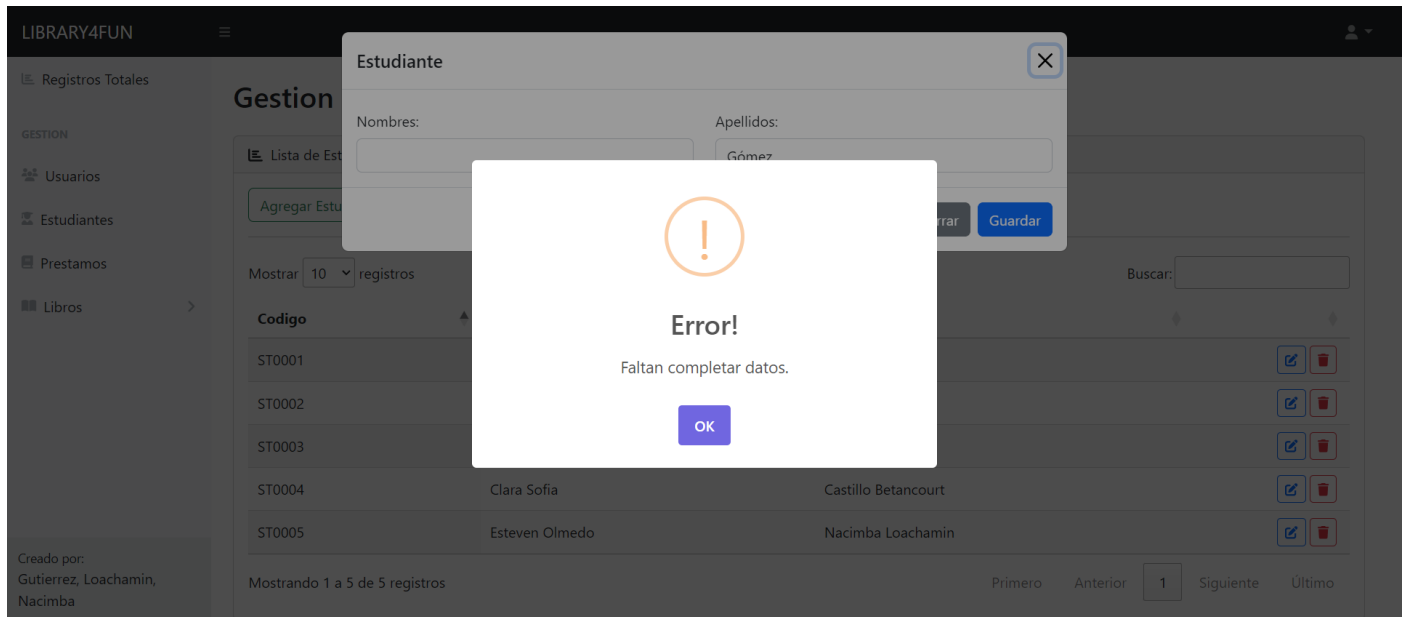 LIBRARY4FUN
Registros Totales
GESTION
Usuarios
Estudiantes
Prestamos
Libros
Creado por:
Gutierrez, Loachamin,
Nacimba
Gestion
Lista de Est
Agregar Estu
Estudiante
Nombres:
Apellidos:
Gómez
rrar
Guardar
!
Error!
Faltan completar datos.
OK
Mostrar 10 registros
Buscar:
Codigo
ST0001
ST0002
ST0003
ST0004 Clara Sofia Castillo Betancourt
ST0005 Esteven Olmedo Nacimba Loachamin
Mostrando 1 a 5 de 5 registros
Primero Anterior 1 Siguiente Último